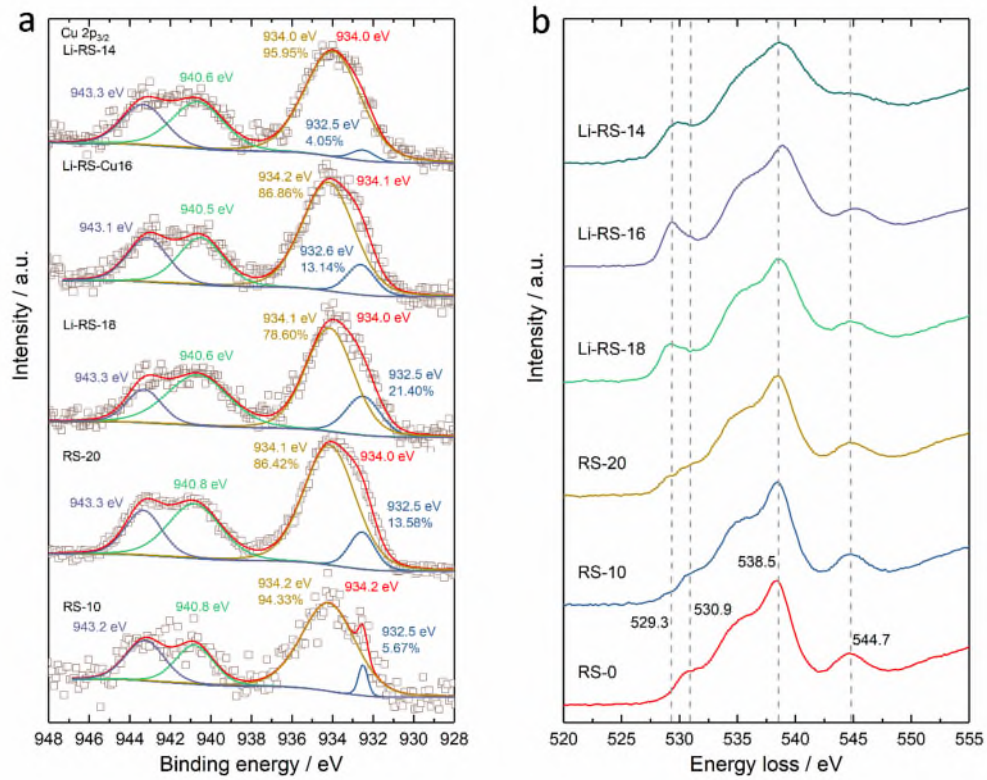 a
Cu 2p3/2
Li-RS-14
943.3 eV
940.6 eV
934.0 eV
95.95%
934.0 eV
932.5 eV
4.05%
Li-RS-Cu16
943.1 eV
940.5 eV
934.2 eV
86.86%
934.1 eV
932.6 eV
13.14%
Li-RS-18
943.3 eV
940.6 eV
934.1 eV
78.60%
934.0 eV
932.5 eV
21.40%
RS-20
943.3 eV
940.8 eV
934.1 eV
86.42%
934.0 eV
932.5 eV
13.58%
RS-10
943.2 eV
940.8 eV
934.2 eV
94.33%
934.2 eV
932.5 eV
5.67%
948 946 944 942 940 938 936 934 932 930 928
Binding energy / eV
Intensity / a.u.
b
Li-RS-14
Li-RS-16
Li-RS-18
RS-20
RS-10
RS-0
529.3
530.9
538.5
544.7
520 525 530 535 540 545 550 555
Energy loss / eV
Intensity / a.u.